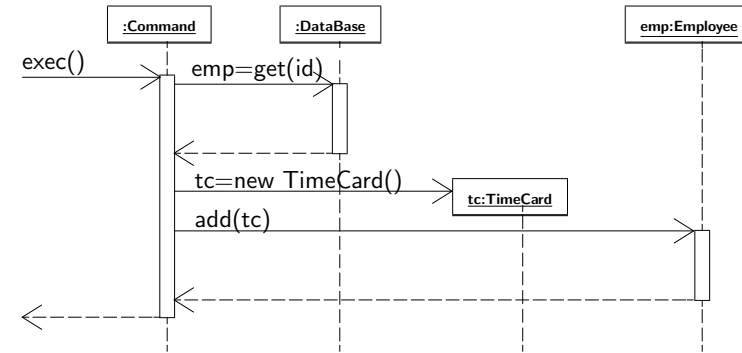 :Command
:DataBase
emp:Employee
exec()
emp=get(id)
tc=new TimeCard()
tc:TimeCard
add(tc)